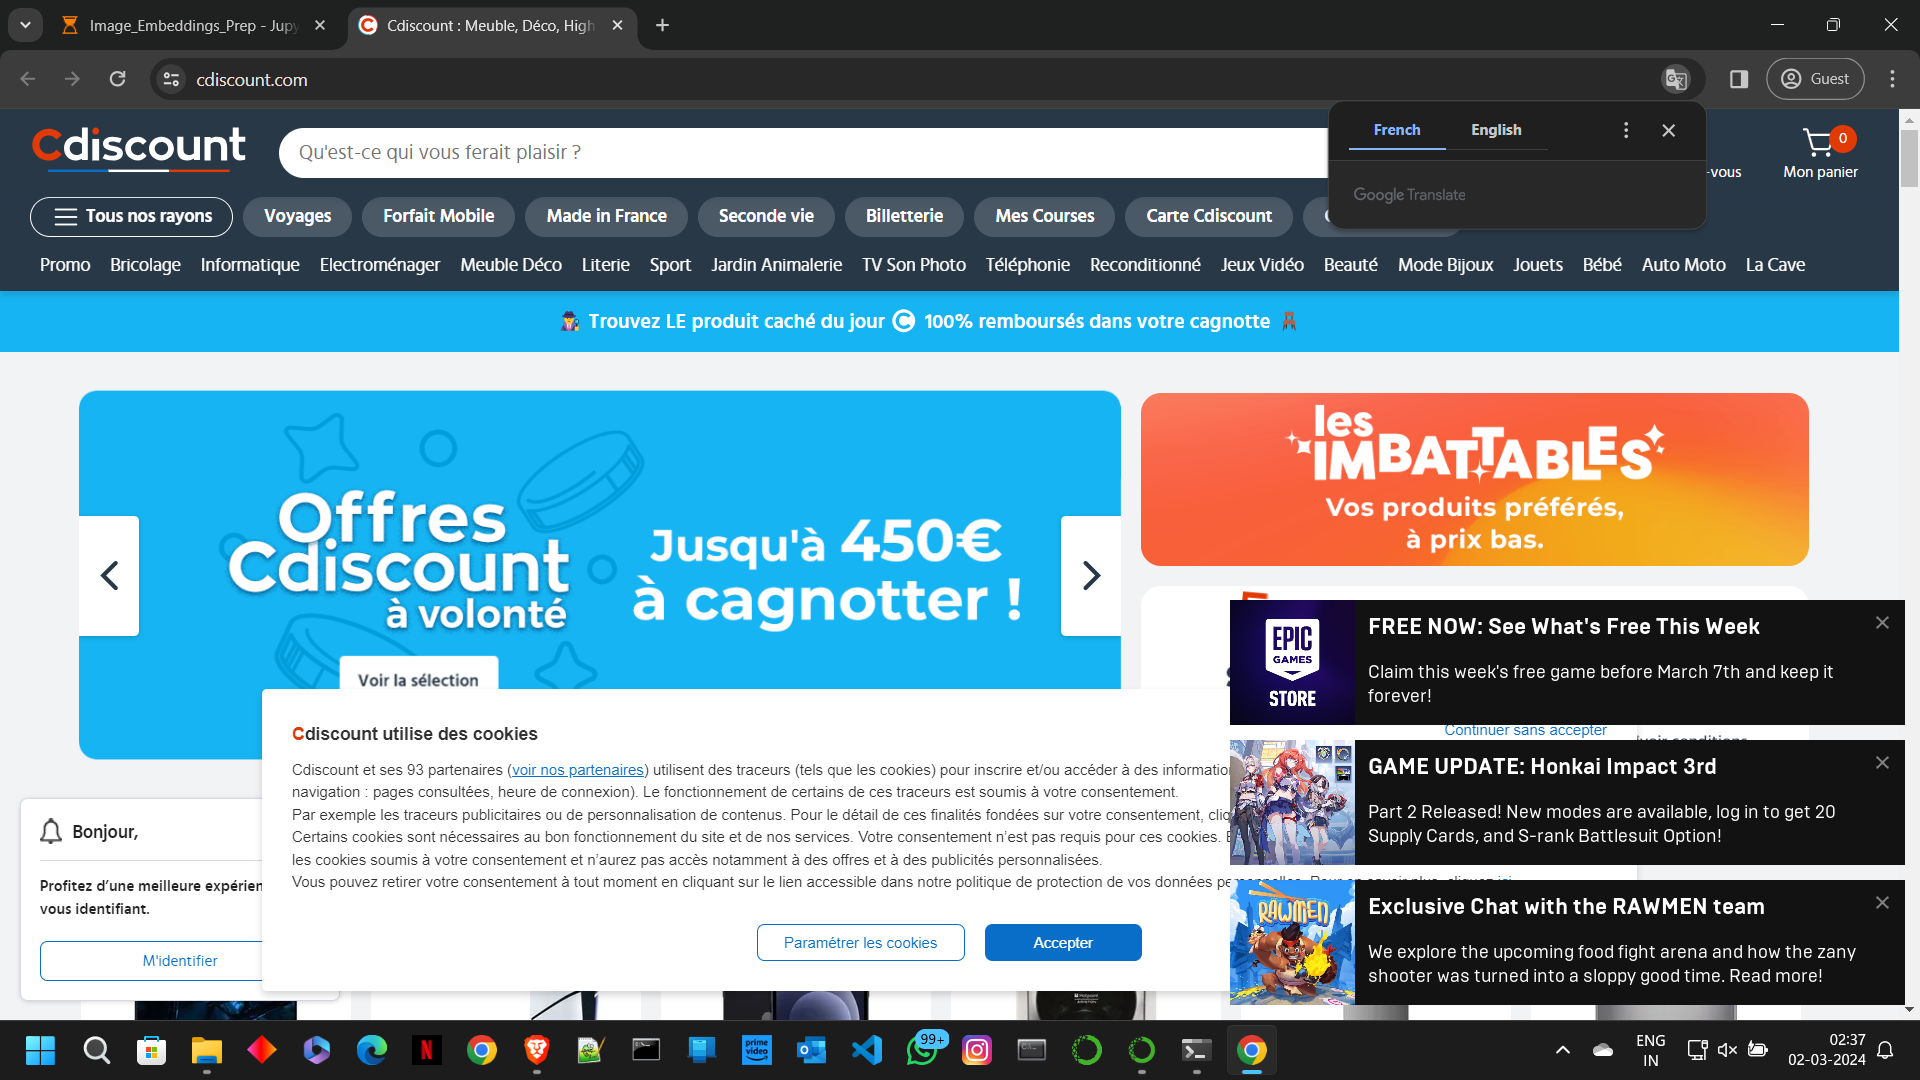 Image_Embeddings_Prep - Jupy
Cdiscount : Meuble, Déco, High
cdiscount.com
Guest
French
English
Google Translate
Cdiscount
Qu'est-ce qui vous ferait plaisir ?
-vous
0
Mon panier
Tous nos rayons
Voyages
Forfait Mobile
Made in France
Seconde vie
Billetterie
Mes Courses
Carte Cdiscount
Promo
Bricolage
Informatique
Electroménager
Meuble Déco
Literie
Sport
Jardin Animalerie
TV Son Photo
Téléphonie
Reconditionné
Jeux Vidéo
Beauté
Mode Bijoux
Jouets
Bébé
Auto Moto
La Cave
Trouvez LE produit caché du jour C 100% remboursés dans votre cagnotte
Offres
Cdiscount
à volonté
Jusqu'à 450€
à cagnotter !
Voir la sélection
les
IMBATTABLES
Vos produits préférés,
à prix bas.
EPIC
GAMES
STORE
FREE NOW: See What's Free This Week
Claim this week's free game before March 7th and keep it
forever!
Continuer sans accepter
voir conditions
GAME UPDATE: Honkai Impact 3rd
Part 2 Released! New modes are available, log in to get 20
Supply Cards, and S-rank Battlesuit Option!
RAWMEN
Exclusive Chat with the RAWMEN team
We explore the upcoming food fight arena and how the zany
shooter was turned into a sloppy good time. Read more!
Cdiscount utilise des cookies
Cdiscount et ses 93 partenaires (voir nos partenaires) utilisent des traceurs (tels que les cookies) pour inscrire et/ou accéder à des information
navigation : pages consultées, heure de connexion). Le fonctionnement de certains de ces traceurs est soumis à votre consentement.
Par exemple les traceurs publicitaires ou de personnalisation de contenus. Pour le détail de ces finalités fondées sur votre consentement, cliq
Certains cookies sont nécessaires au bon fonctionnement du site et de nos services. Votre consentement n’est pas requis pour ces cookies. E
les cookies soumis à votre consentement et n’aurez pas accès notamment à des offres et à des publicités personnalisées.
Vous pouvez retirer votre consentement à tout moment en cliquant sur le lien accessible dans notre politique de protection de vos données personnelles. Pour en savoir plus, cliquez ici
Paramétrer les cookies
Accepter
Bonjour,
Profitez d’une meilleure expérien
vous identifiant.
M'identifier
prime
video
99+
ENG
IN
02:37
02-03-2024